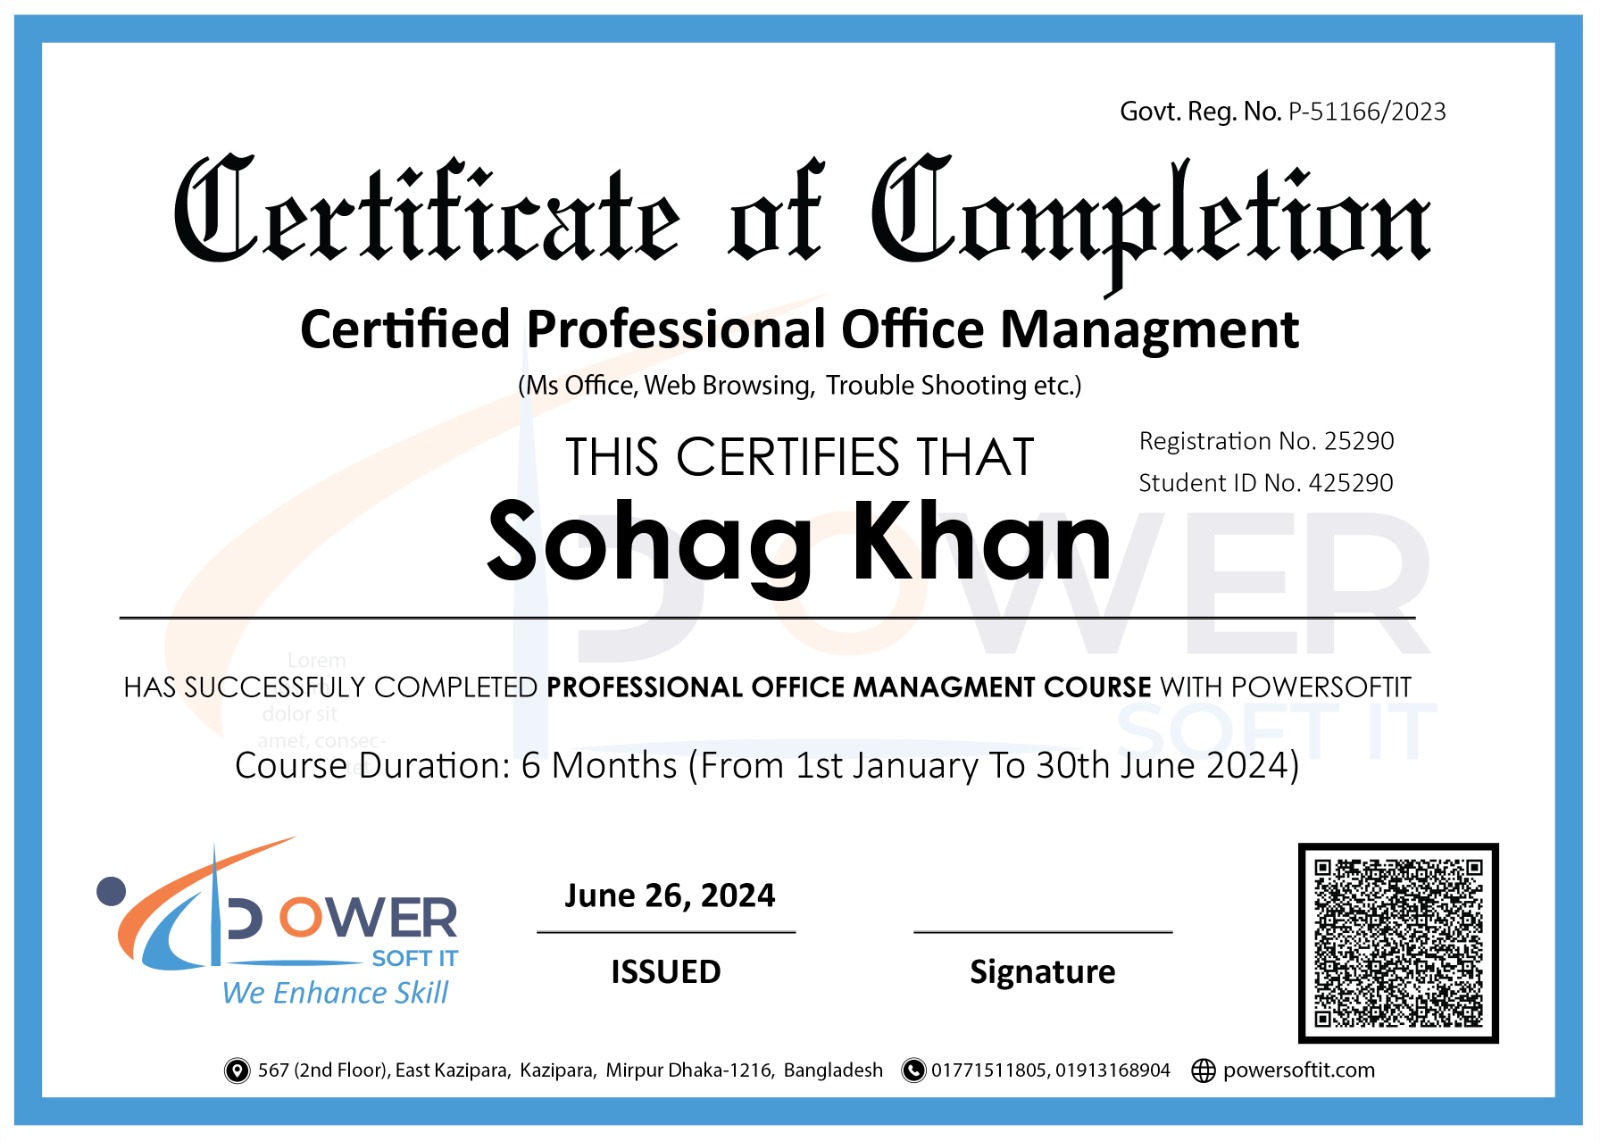 Govt. Reg. No. P-51166/2023
Certificate of Completion
Certified Professional Office Managment
(Ms Office, Web Browsing, Trouble Shooting etc.)
THIS CERTIFIES THAT
Registration No. 25290
Student ID No. 425290
Sohag Khan
POWER
SOFT IT
Lorem
HAS SUCCESSFULY COMPLETED PROFESSIONAL OFFICE MANAGMENT COURSE WITH POWERSOFTIT
dolor sit
amet, consec-
Course Duration: 6 Months (From 1st January To 30th June 2024)
POWER
SOFT IT
We Enhance Skill
June 26, 2024
ISSUED
Signature
567 (2nd Floor), East Kazipara, Kazipara, Mirpur Dhaka-1216, Bangladesh 01771511805, 01913168904 powersoftit.com